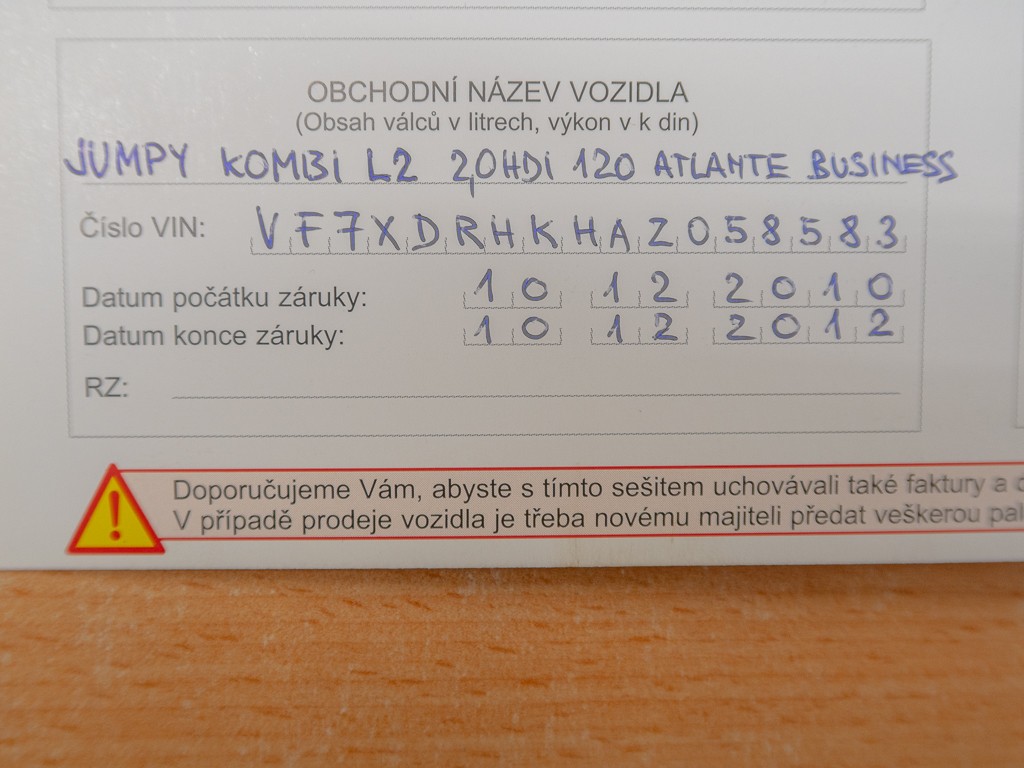 OBCHODNÍ NÁZEV VOZIDLA
(Obsah válců v litrech, výkon v k din)
JUMPY KOMBi L2 2,0HDi 120 ATLANTE BUSINESS
Číslo VIN: VF7XDRHKHAZ058583
Datum počátku záruky: 10 12 2010
Datum konce záruky: 10 12 2012
RZ:
Doporučujeme Vám, abyste s tímto sešitem uchovávali také faktury a
V případě prodeje vozidla je třeba novému majiteli předat veškerou